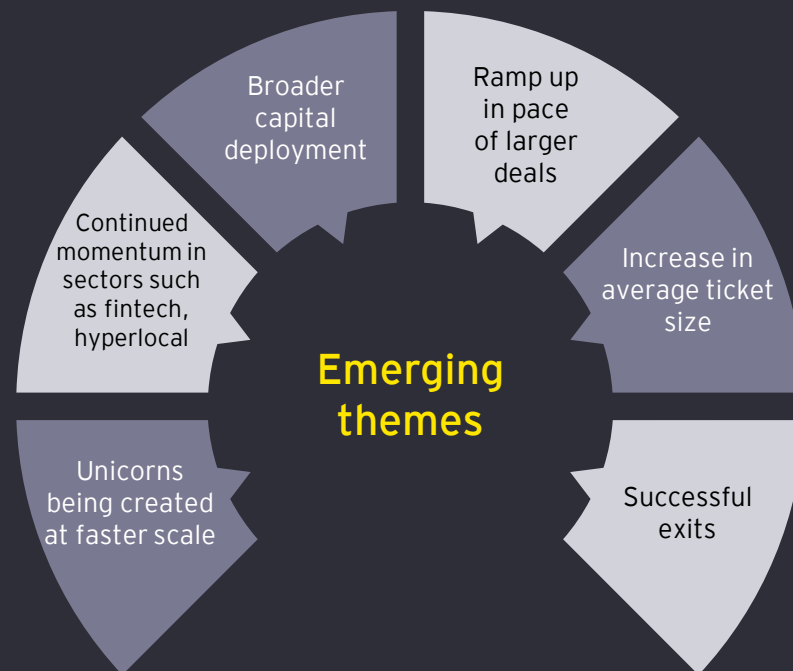 Broader
capital
deployment
Ramp up
in pace
of larger
deals
Continued
momentum in
sectors such
as fintech,
hyperlocal
Increase in
average ticket
size
Emerging
themes
Unicorns
being created
at faster scale
Successful
exits